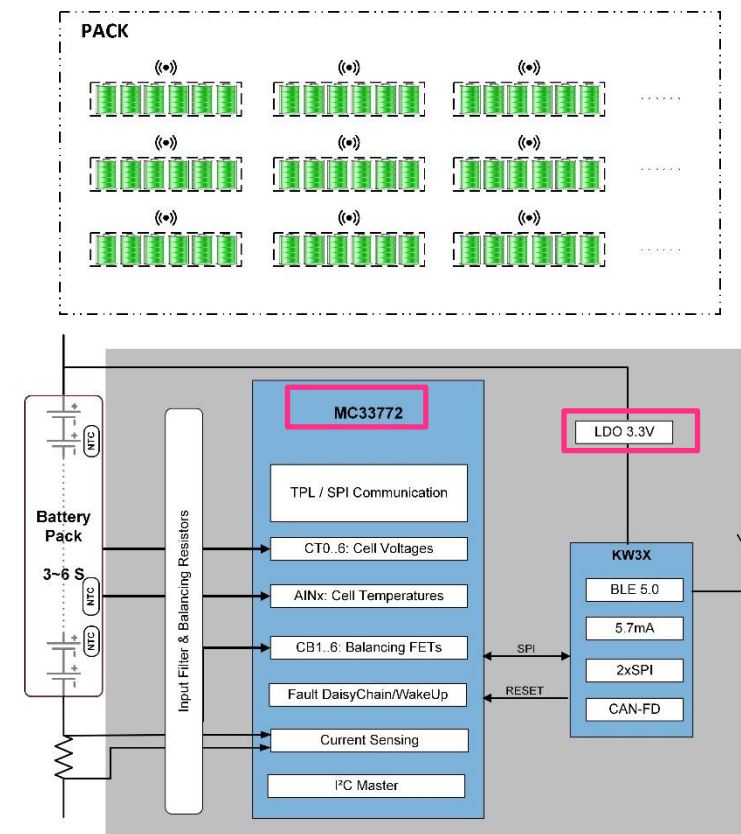 PACK
MC33772
LDO 3.3V
TPL / SPI Communication
Battery
Pack
3~6 S
NTC
NTC
NTC
Input Filter & Balancing Resistors
CT0..6: Cell Voltages
AINx: Cell Temperatures
CB1..6: Balancing FETs
Fault DaisyChain/WakeUp
Current Sensing
I²C Master
SPI
RESET
KW3X
BLE 5.0
5.7mA
2xSPI
CAN-FD